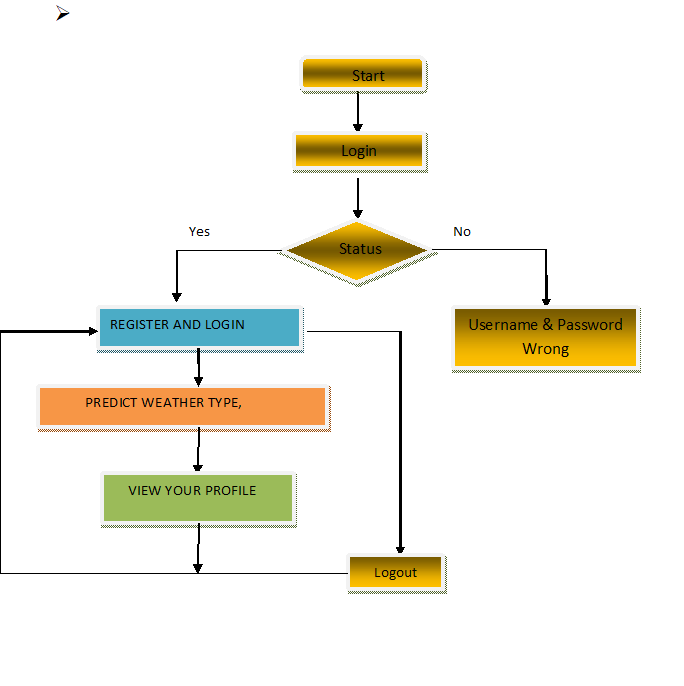 Start
Login
Status
Yes
No
REGISTER AND LOGIN
Username & Password
Wrong
PREDICT WEATHER TYPE,
VIEW YOUR PROFILE
Logout